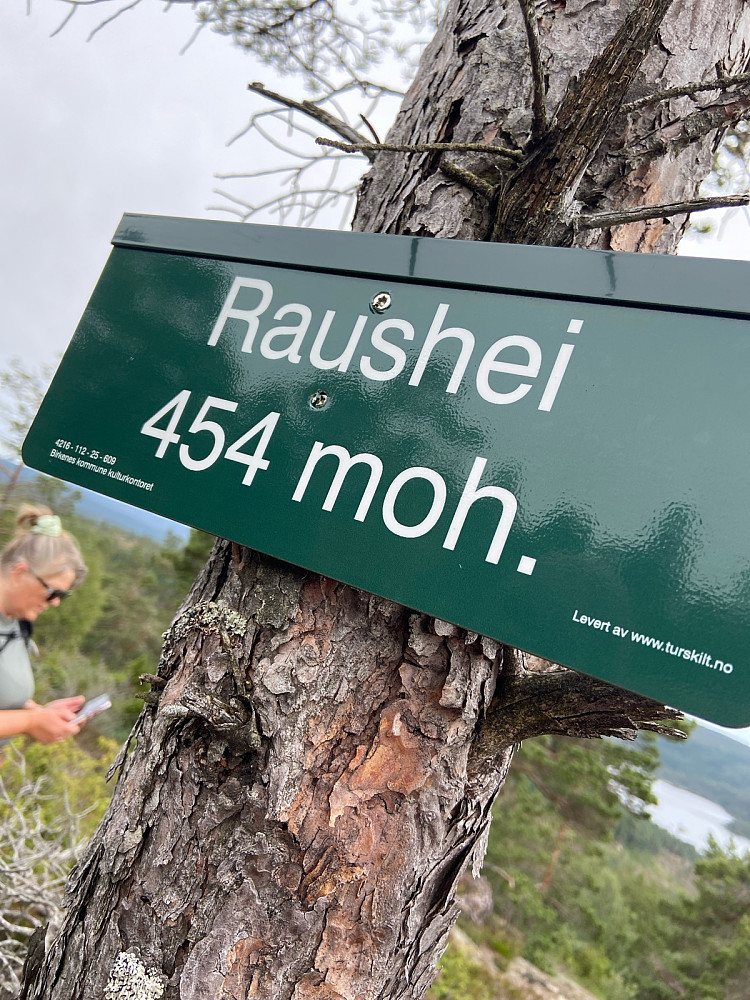 Raushei
454 moh.
4216 - 112 - 25 - 609
Birkenes kommune kulturkontoret
Levert av www.turskilt.no